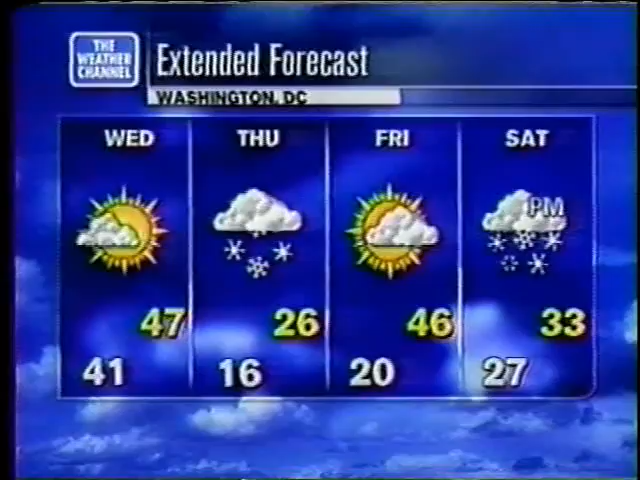 THE
WEATHER
CHANNEL
Extended Forecast
WASHINGTON, DC
WED THU FRI SAT
PM
47 26 46 33
41 16 20 27